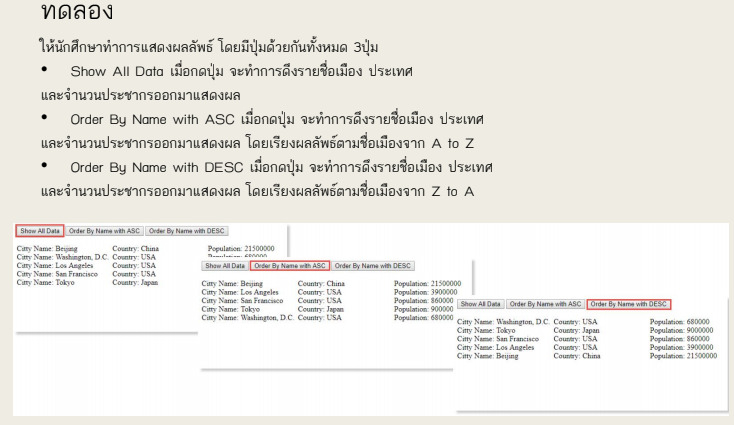 ทดลอง
ให้นักศึกษาทำการแสดงผลลัพธ์ โดยมีปุ่มด้วยกันทั้งหมด 3ปุ่ม
• Show All Data เมื่อกดปุ่ม จะทำการดึงรายชื่อเมือง ประเทศ
และจำนวนประชากรออกมาแสดงผล
• Order By Name with ASC เมื่อกดปุ่ม จะทำการดึงรายชื่อเมือง ประเทศ
และจำนวนประชากรออกมาแสดงผล โดยเรียงผลลัพธ์ตามชื่อเมืองจาก A to Z
• Order By Name with DESC เมื่อกดปุ่ม จะทำการดึงรายชื่อเมือง ประเทศ
และจำนวนประชากรออกมาแสดงผล โดยเรียงผลลัพธ์ตามชื่อเมืองจาก Z to A
Show All Data Order By Name with ASC Order By Name with DESC
Citty Name: Beijing Country: China Population: 21500000
Citty Name: Washington, D.C. Country: USA Population: 680000
Citty Name: Los Angeles Country: USA
Citty Name: San Francisco Country: USA
Citty Name: Tokyo Country: Japan
Show All Data Order By Name with ASC Order By Name with DESC
Citty Name: Beijing Country: China Population: 21500000
Citty Name: Los Angeles Country: USA Population: 3900000
Citty Name: San Francisco Country: USA Population: 860000
Citty Name: Tokyo Country: Japan Population: 900000
Citty Name: Washington, D.C. Country: USA Population: 680000
Show All Data Order By Name with ASC Order By Name with DESC
Citty Name: Washington, D.C. Country: USA Population: 680000
Citty Name: Tokyo Country: Japan Population: 9000000
Citty Name: San Francisco Country: USA Population: 860000
Citty Name: Los Angeles Country: USA Population: 3900000
Citty Name: Beijing Country: China Population: 21500000